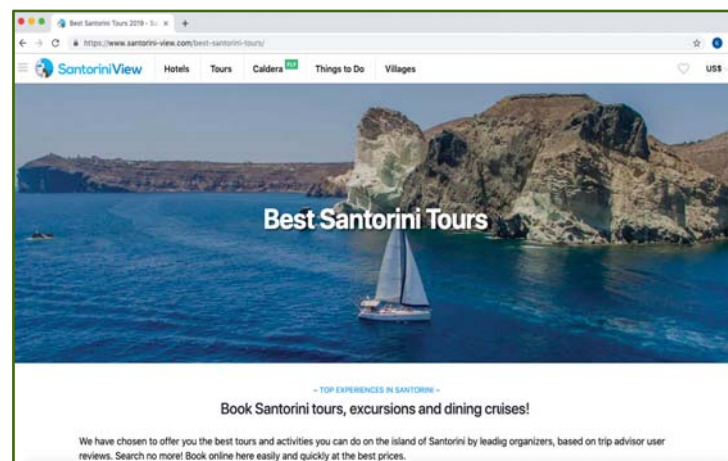 Best Santorini Tours 2019 - Sa
https://www.santorini-view.com/best-santorini-tours/
SantoriniView Hotels Tours Caldera Things to Do Villages US$
Best Santorini Tours
~ TOP EXPERIENCES IN SANTORINI ~
Book Santorini tours, excursions and dining cruises!
We have chosen to offer you the best tours and activities you can do on the island of Santorini by leadig organizers, based on trip advisor user
reviews. Search no more! Book online here easily and quickly at the best prices.